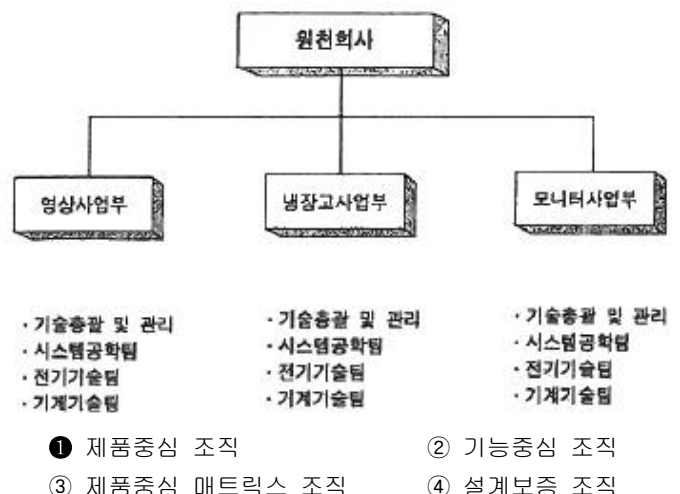 원천회사
영상사업부 냉장고사업부 모니터사업부
· 기술총괄 및 관리
· 시스템공학팀
· 전기기술팀
· 기계기술팀
· 기술총괄 및 관리
· 시스템공학팀
· 전기기술팀
· 기계기술팀
· 기술총괄 및 관리
· 시스템공학팀
· 전기기술팀
· 기계기술팀
❶ 제품중심 조직 ② 기능중심 조직
③ 제품중심 매트릭스 조직 ④ 설계보증 조직